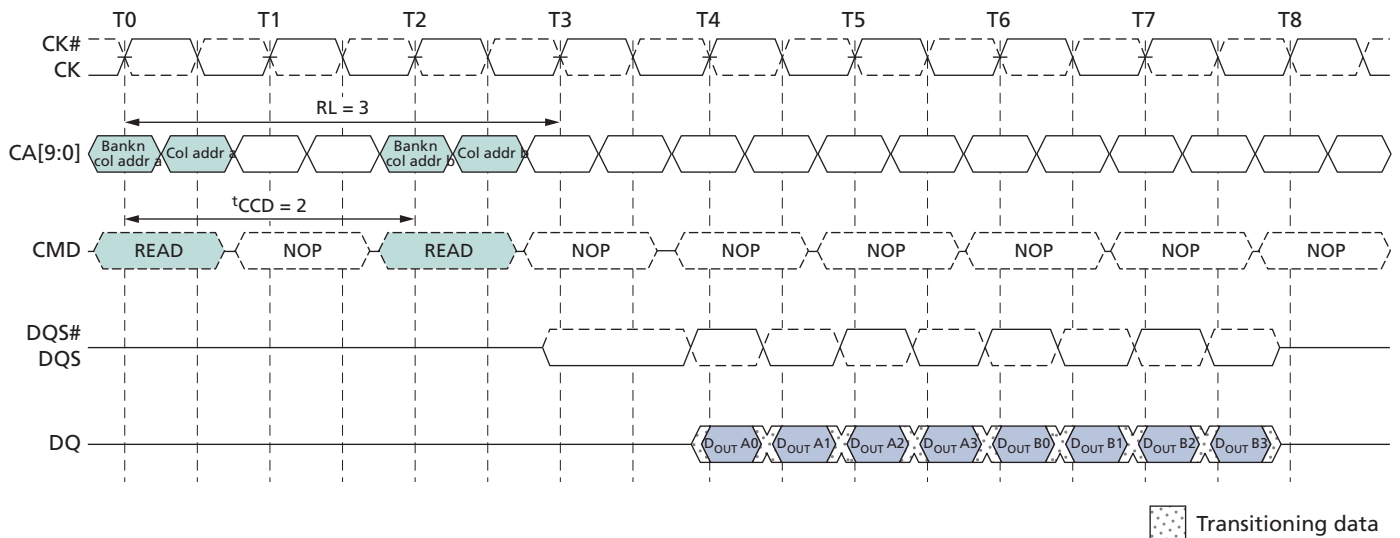 T0 T1 T2 T3 T4 T5 T6 T7 T8
CK#
CK
RL = 3
CA[9:0]
Bankn col addr a
Col addr a
Bankn col addr b
Col addr b
tCCD = 2
CMD READ NOP READ NOP NOP NOP NOP NOP NOP
DQS#
DQS
DQ DOUT A0 DOUT A1 DOUT A2 DOUT A3 DOUT B0 DOUT B1 DOUT B2 DOUT B3
Transitioning data